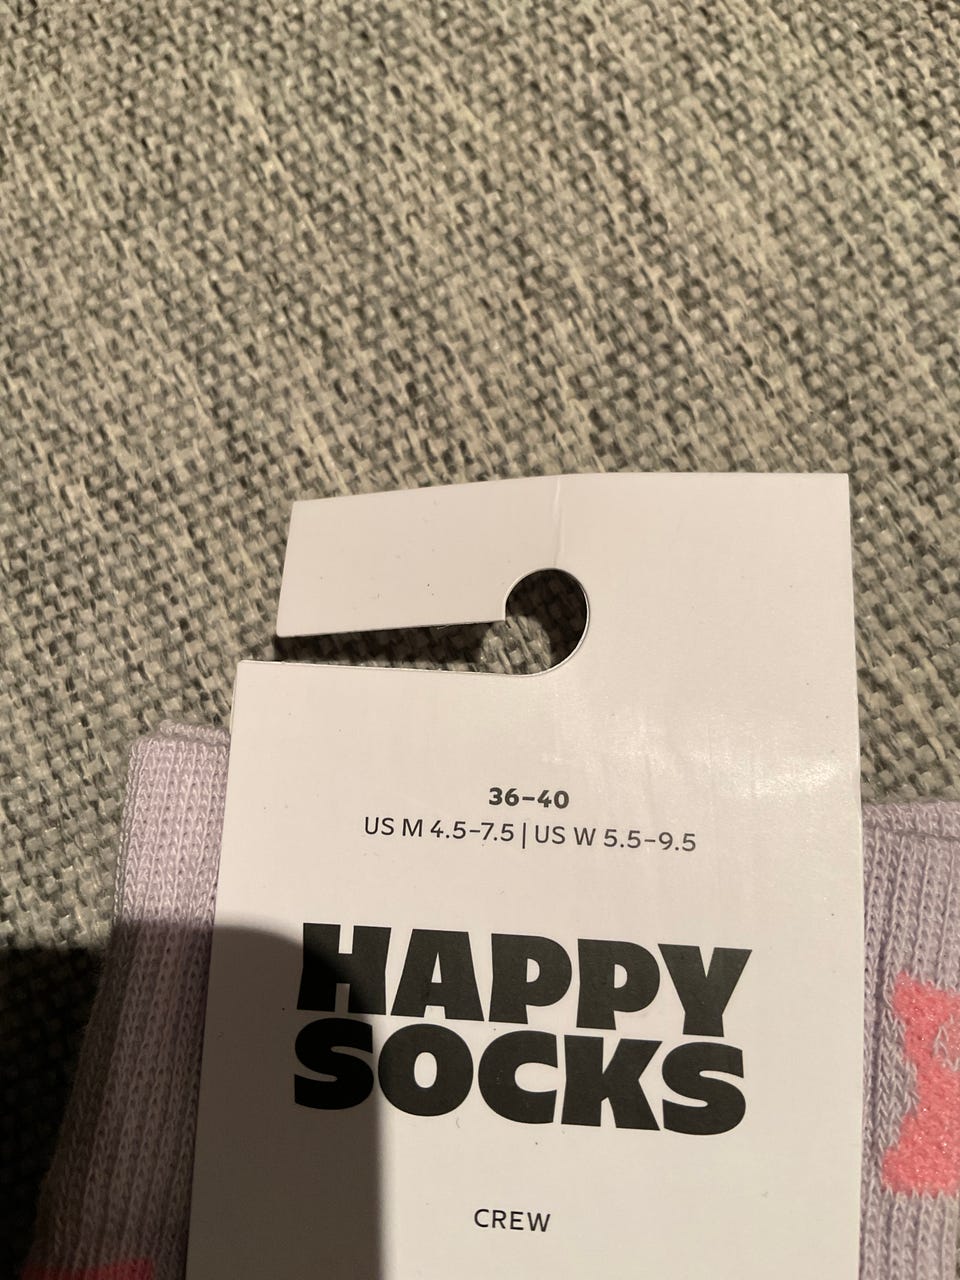 36–40
US M 4.5–7.5 | US W 5.5–9.5
HAPPY
SOCKS
CREW